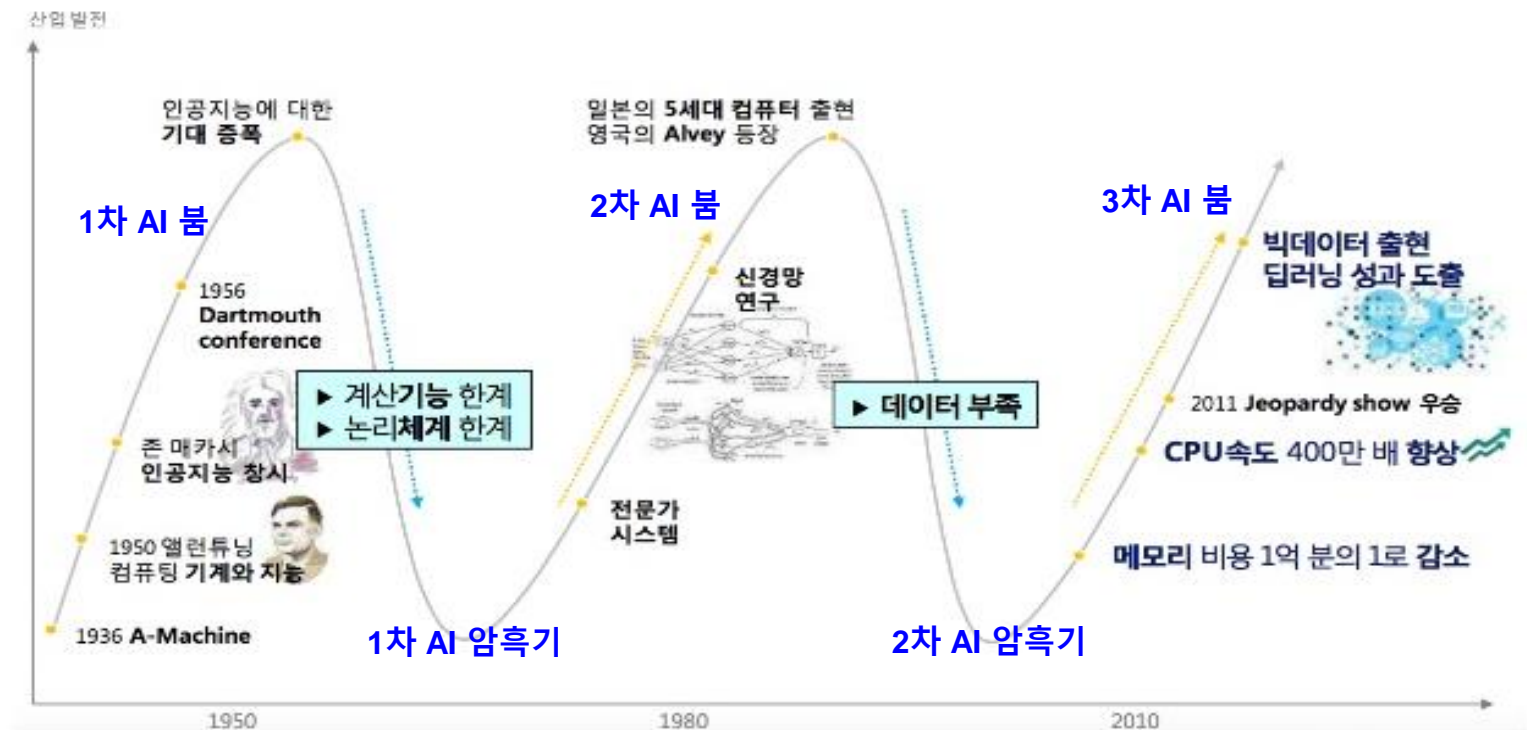 산업 발전
인공지능에 대한
기대 증폭
1차 AI 붐
1956
Dartmouth
conference
존 매카시
인공지능 창시
1950 앨런튜닝
컴퓨팅 기계와 지능
1936 A-Machine
▶ 계산기능 한계
▶ 논리체계 한계
1차 AI 암흑기
일본의 5세대 컴퓨터 출현
영국의 Alvey 등장
2차 AI 붐
신경망
연구
전문가
시스템
▶ 데이터 부족
2차 AI 암흑기
3차 AI 붐
빅데이터 출현
딥러닝 성과 도출
2011 Jeopardy show 우승
CPU속도 400만 배 향상
메모리 비용 1억 분의 1로 감소
1950
1980
2010